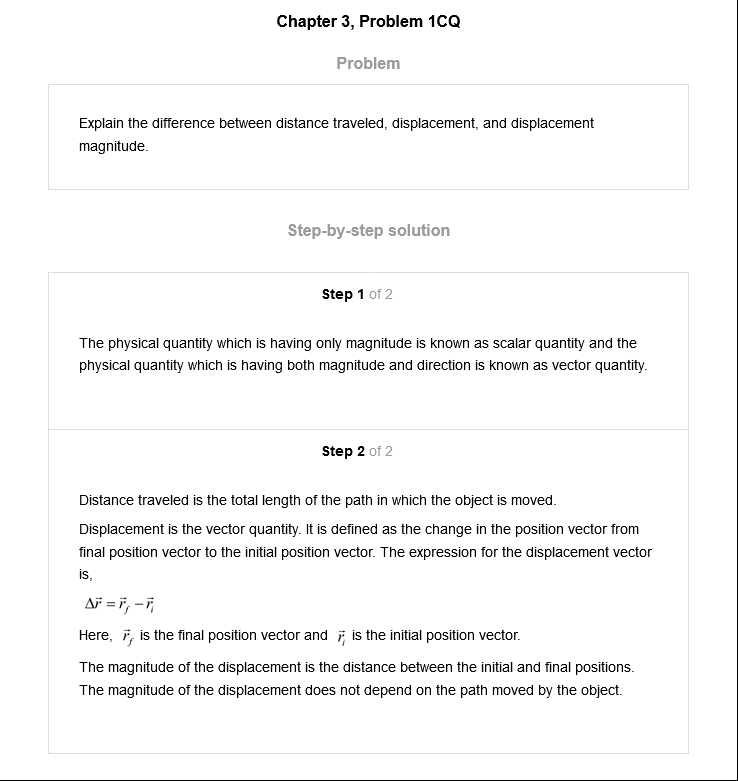 Chapter 3, Problem 1CQ
Problem
Explain the difference between distance traveled, displacement, and displacement
magnitude.
Step-by-step solution
Step 1 of 2
The physical quantity which is having only magnitude is known as scalar quantity and the
physical quantity which is having both magnitude and direction is known as vector quantity.
Step 2 of 2
Distance traveled is the total length of the path in which the object is moved.
Displacement is the vector quantity. It is defined as the change in the position vector from
final position vector to the initial position vector. The expression for the displacement vector
is,
Δr⃗ = r⃗_f − r⃗_i
Here, r⃗_f is the final position vector and r⃗_i is the initial position vector.
The magnitude of the displacement is the distance between the initial and final positions.
The magnitude of the displacement does not depend on the path moved by the object.